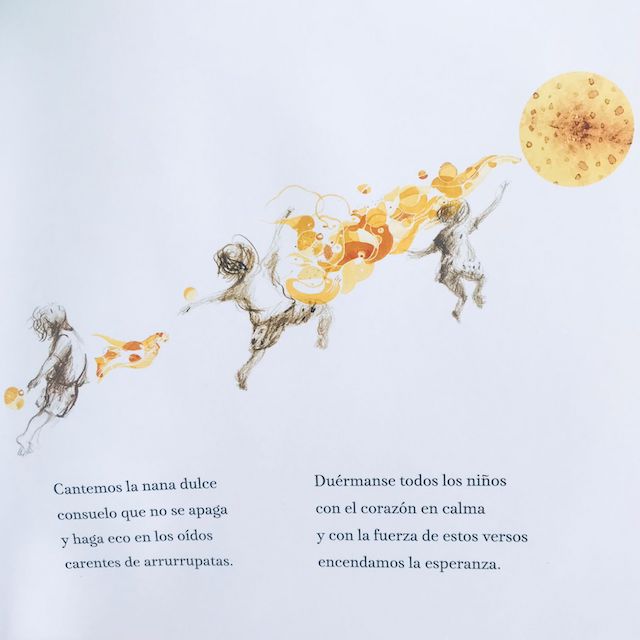 Cantemos la nana dulce
consuelo que no se apaga
y haga eco en los oídos
carentes de arrurrupatas.
Duérmanse todos los niños
con el corazón en calma
y con la fuerza de estos versos
encendamos la esperanza.